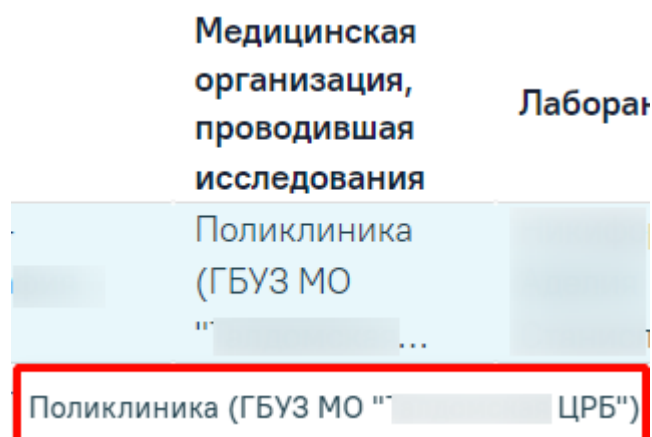 Медицинская
организация,
проводившая
исследования
Лаборан
Поликлиника
(ГБУЗ МО
"
...
Поликлиника (ГБУЗ МО " ЦРБ")